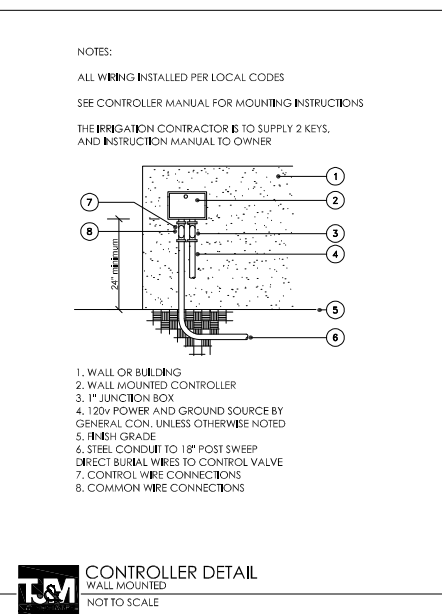 NOTES:
ALL WIRING INSTALLED PER LOCAL CODES
SEE CONTROLLER MANUAL FOR MOUNTING INSTRUCTIONS
THE IRRIGATION CONTRACTOR IS TO SUPPLY 2 KEYS,
AND INSTRUCTION MANUAL TO OWNER
1
2
7
8
3
4
24" minimum
5
6
1. WALL OR BUILDING
2. WALL MOUNTED CONTROLLER
3. 1" JUNCTION BOX
4. 120v POWER AND GROUND SOURCE BY
GENERAL CON. UNLESS OTHERWISE NOTED
5. FINISH GRADE
6. STEEL CONDUIT TO 18" POST SWEEP
DIRECT BURIAL WIRES TO CONTROL VALVE
7. CONTROL WIRE CONNECTIONS
8. COMMON WIRE CONNECTIONS
T&M
CONTROLLER DETAIL
WALL MOUNTED
NOT TO SCALE